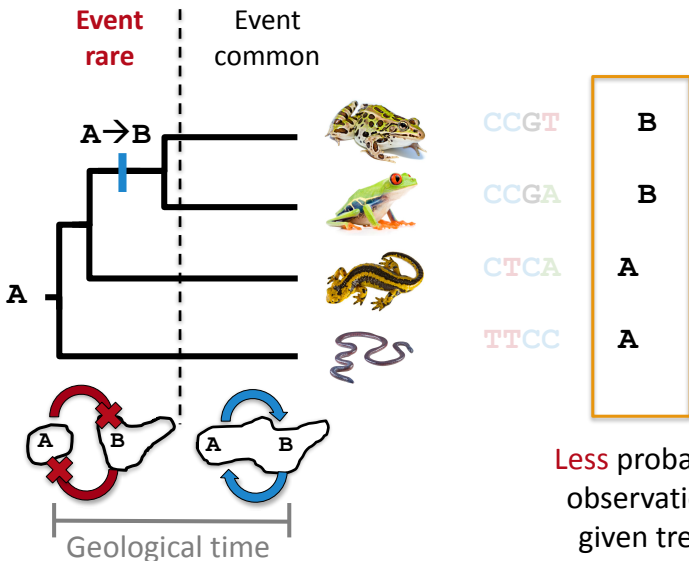 Event
rare
Event
common
A→B
CCGT B
CCGA B
CTCA A
A
TTCC A
A B
A B
Geological time
Less proba
observatio
given tre